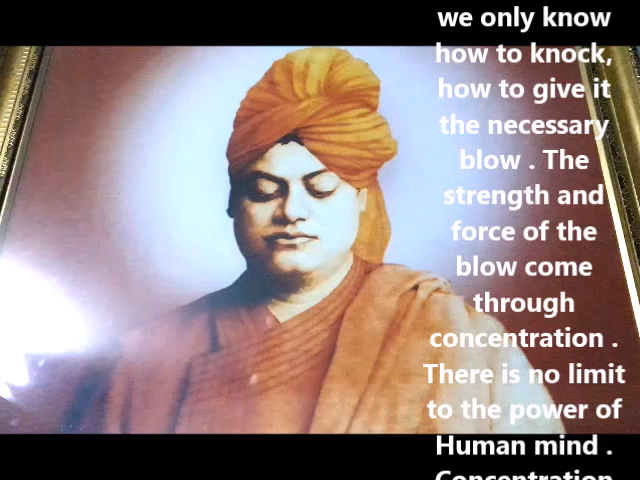 we only know
how to knock,
how to give it
the necessary
blow . The
strength and
force of the
blow come
through
concentration .
There is no limit
to the power of
Human mind .
Concentration